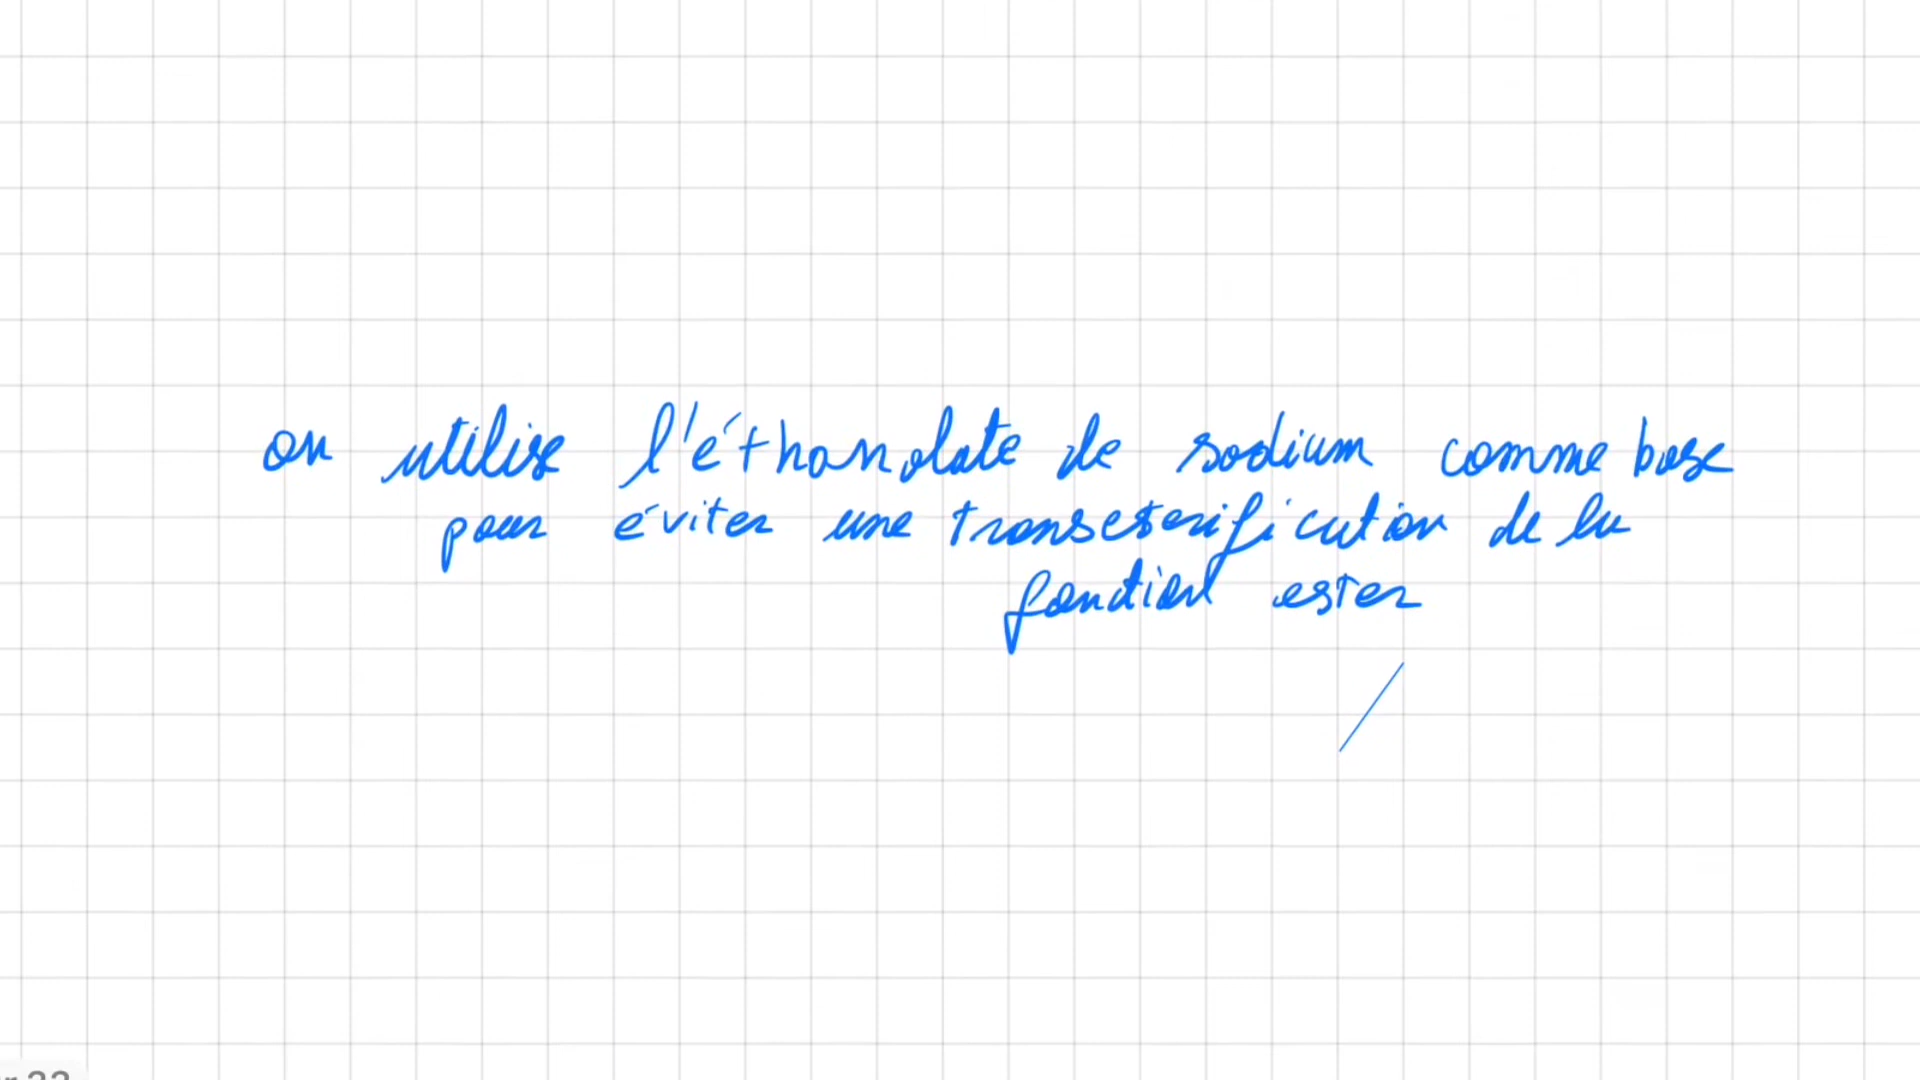 on utilise l'éthanolate de sodium comme base
pour éviter une transesterification de la
fonction ester